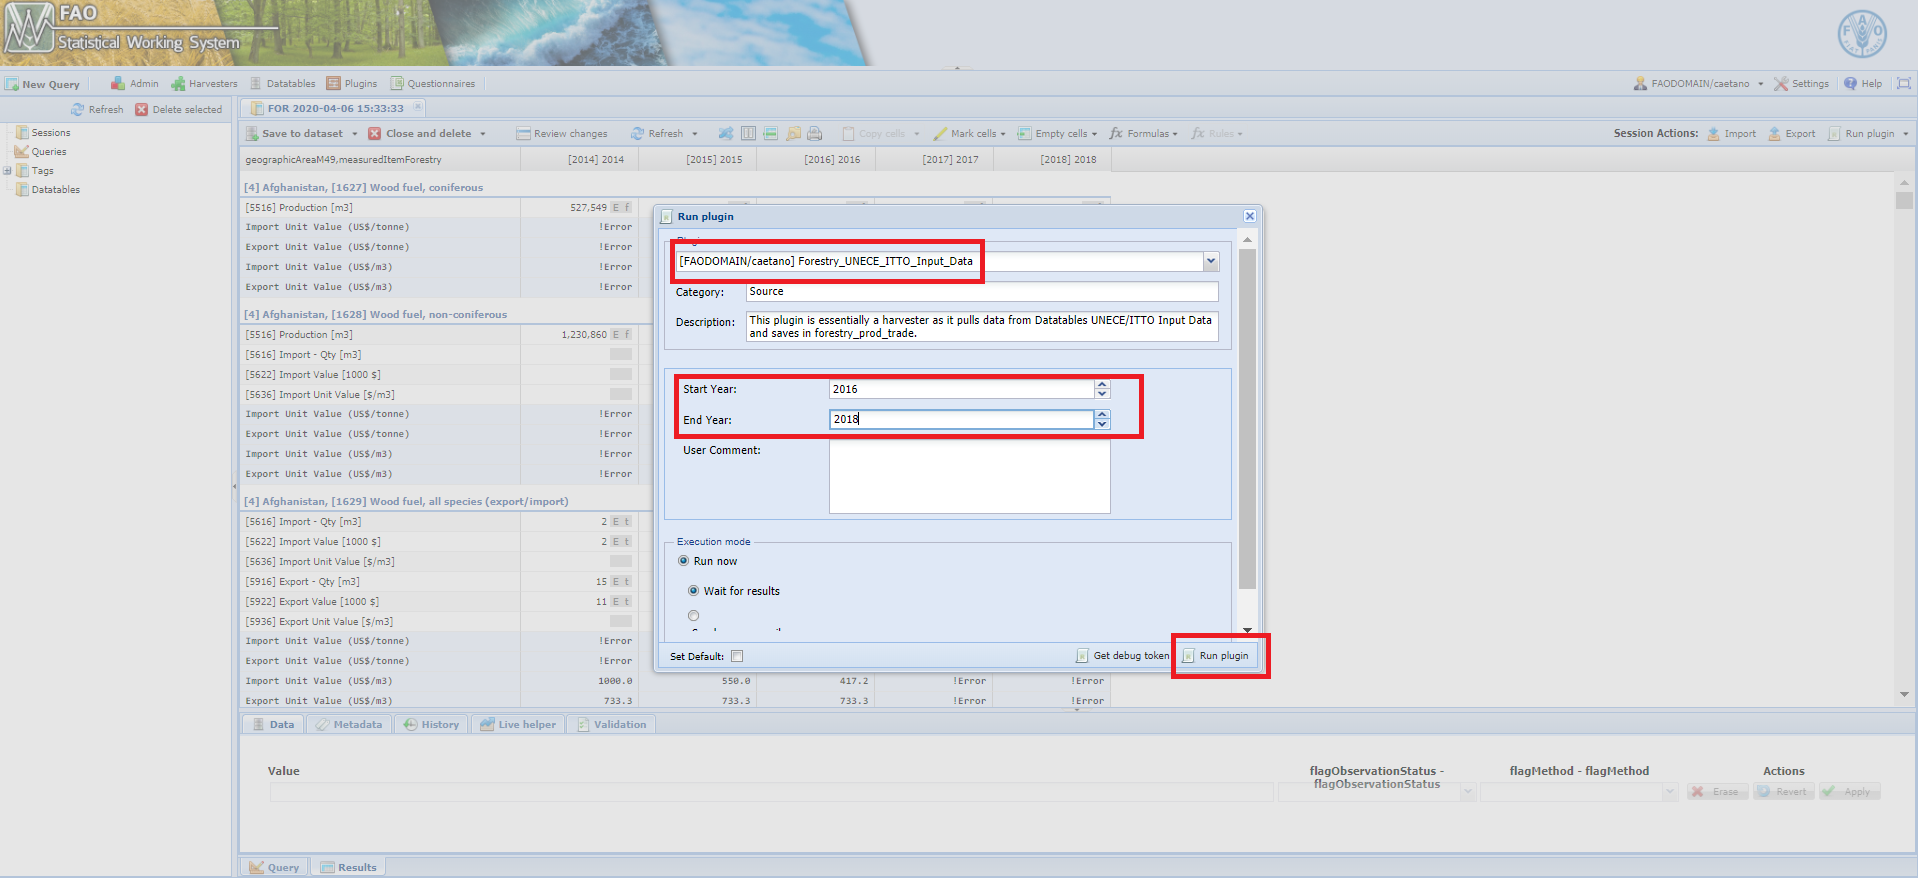 FAO
Statistical Working System
New Query Admin Harvesters Datatables Plugins Questionnaires FAODOMAIN/caetano Settings Help
Refresh Delete selected
Sessions
Queries
Tags
Datatables
FOR 2020-04-06 15:33:33
Save to dataset Close and delete Review changes Refresh Copy cells Mark cells Empty cells Formulas Rules Session Actions: Import Export Run plugin
geographicAreaM49,measuredItemForestry [2014] 2014 [2015] 2015 [2016] 2016 [2017] 2017 [2018] 2018
[4] Afghanistan, [1627] Wood fuel, coniferous
[5516] Production [m3] 527,549 E f
Import Unit Value (US$/tonne) !Error
Export Unit Value (US$/tonne) !Error
Import Unit Value (US$/m3) !Error
Export Unit Value (US$/m3) !Error
[4] Afghanistan, [1628] Wood fuel, non-coniferous
[5516] Production [m3] 1,230,860 E f
[5616] Import - Qty [m3]
[5622] Import Value [1000 $]
[5636] Import Unit Value [$/m3]
Import Unit Value (US$/tonne) !Error
Export Unit Value (US$/tonne) !Error
Import Unit Value (US$/m3) !Error
Export Unit Value (US$/m3) !Error
[4] Afghanistan, [1629] Wood fuel, all species (export/import)
[5616] Import - Qty [m3] 2 E t
[5622] Import Value [1000 $] 2 E t
[5636] Import Unit Value [$/m3]
[5916] Export - Qty [m3] 15 E t
[5922] Export Value [1000 $] 11 E t
[5936] Export Unit Value [$/m3]
Import Unit Value (US$/tonne) !Error
Export Unit Value (US$/tonne) !Error
Import Unit Value (US$/m3) 1000.0 550.0 417.2 !Error !Error
Export Unit Value (US$/m3) 733.3 733.3 733.3 !Error !Error
Run plugin
[FAODOMAIN/caetano] Forestry_UNECE_ITTO_Input_Data
Category: Source
Description: This plugin is essentially a harvester as it pulls data from Datatables UNECE/ITTO Input Data
and saves in forestry_prod_trade.
Start Year: 2016
End Year: 2018
User Comment:
Execution mode
Run now
Wait for results
Set Default: Get debug token Run plugin
Data Metadata History Live helper Validation
Value flagObservationStatus - flagMethod - flagMethod Actions
flagObservationStatus
Erase Revert Apply
Query Results